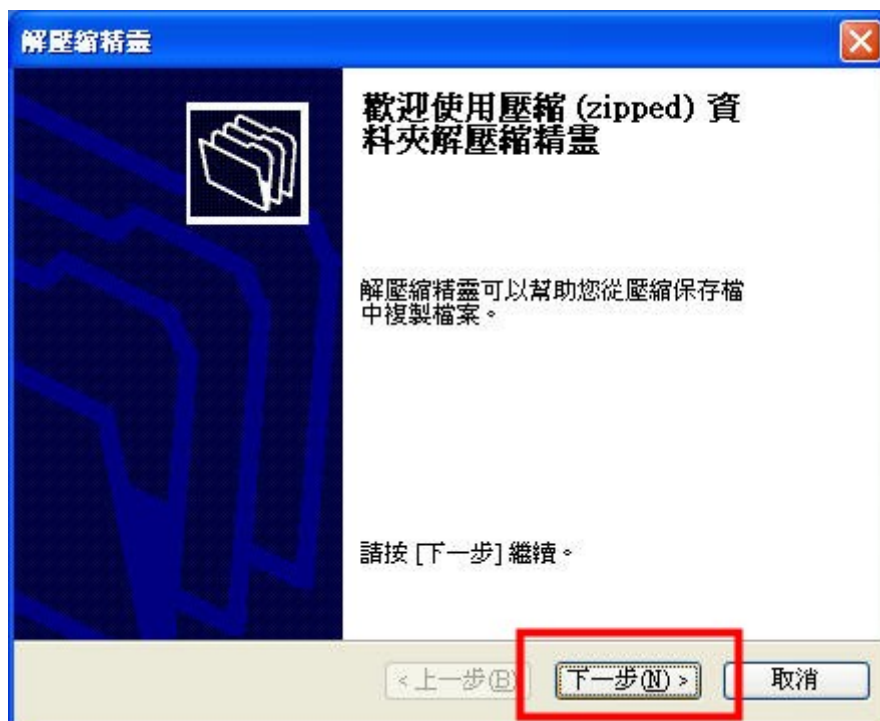 解壓縮精靈
歡迎使用壓縮 (zipped) 資
料夾解壓縮精靈
解壓縮精靈可以幫助您從壓縮保存檔
中複製檔案。
請按 [下一步] 繼續。
<上一步(B)
下一步(N) >
取消